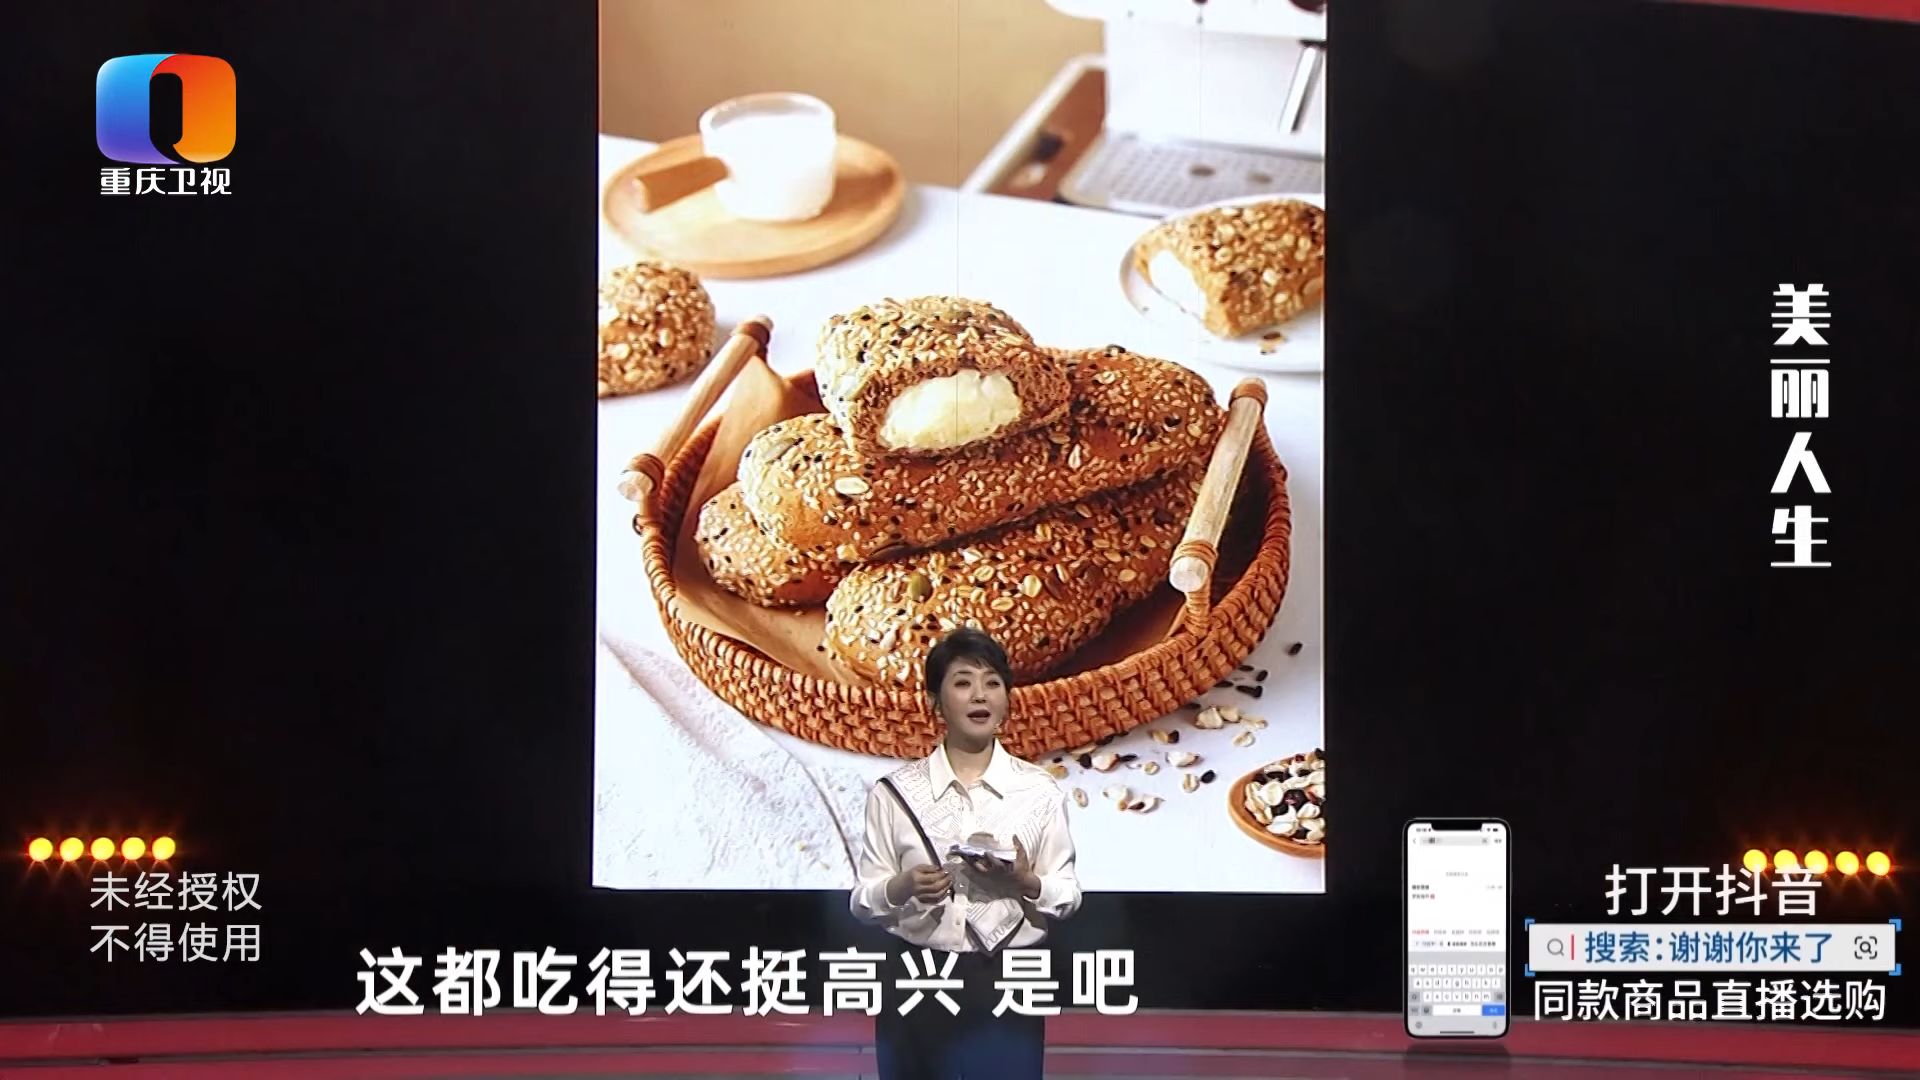 重庆卫视
美丽人生
未经授权
不得使用
这都吃得还挺高兴 是吧
打开抖音
搜索:谢谢你来了
同款商品直播选购